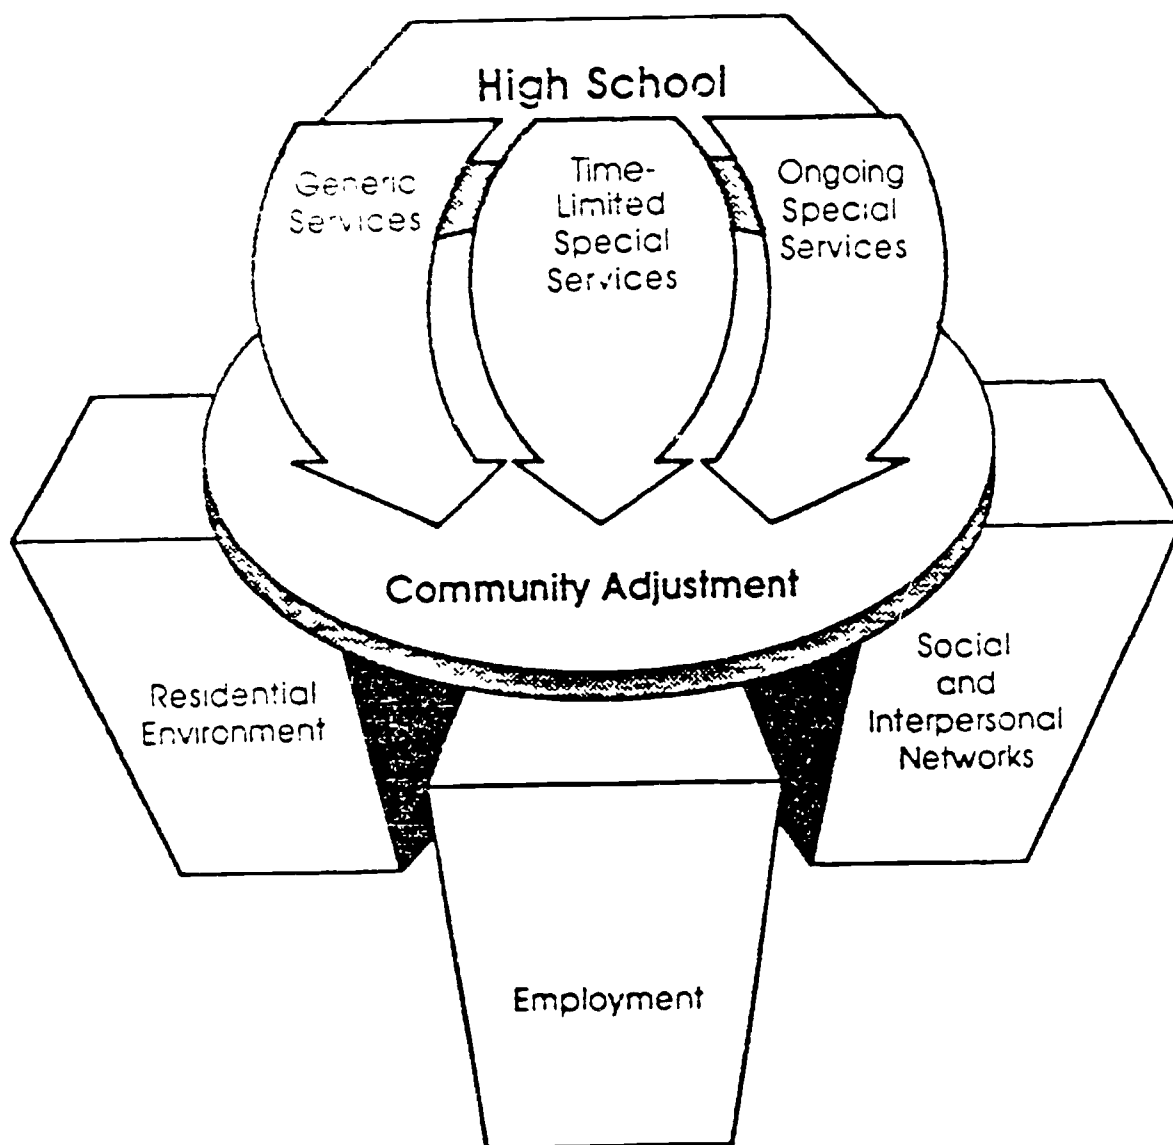 High School
Generic
Services
Time-
Limited
Special
Services
Ongoing
Special
Services
Community Adjustment
Residential
Environment
Social
and
Interpersonal
Networks
Employment